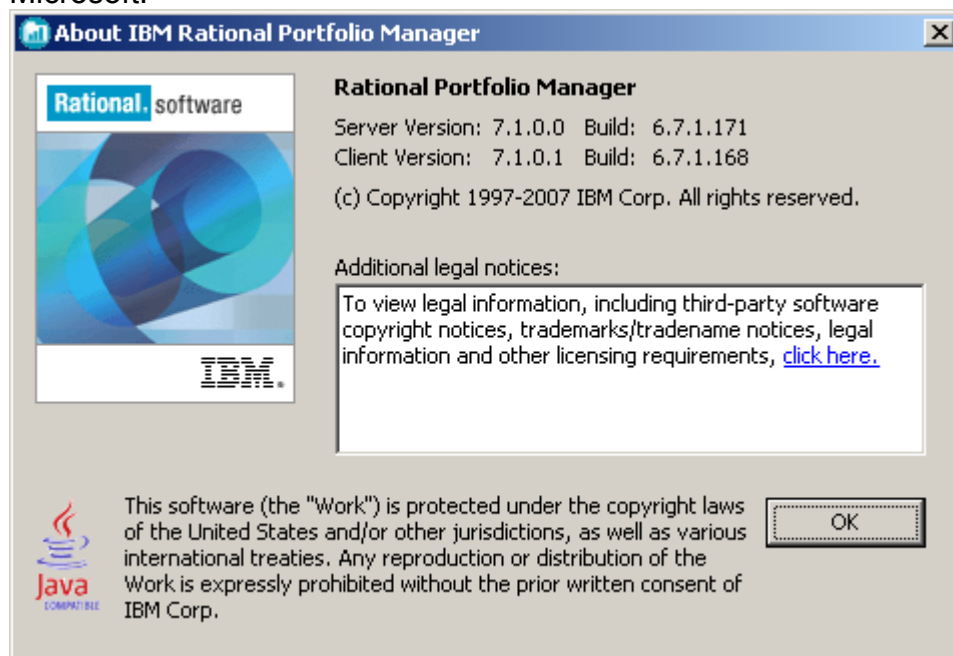 Microsoft.
About IBM Rational Portfolio Manager
Rational. software
IBM.
Rational Portfolio Manager
Server Version: 7.1.0.0 Build: 6.7.1.171
Client Version: 7.1.0.1 Build: 6.7.1.168
(c) Copyright 1997-2007 IBM Corp. All rights reserved.
Additional legal notices:
To view legal information, including third-party software
copyright notices, trademarks/tradename notices, legal
information and other licensing requirements, click here.
Java
COMPATIBLE
This software (the "Work") is protected under the copyright laws
of the United States and/or other jurisdictions, as well as various
international treaties. Any reproduction or distribution of the
Work is expressly prohibited without the prior written consent of
IBM Corp.
OK